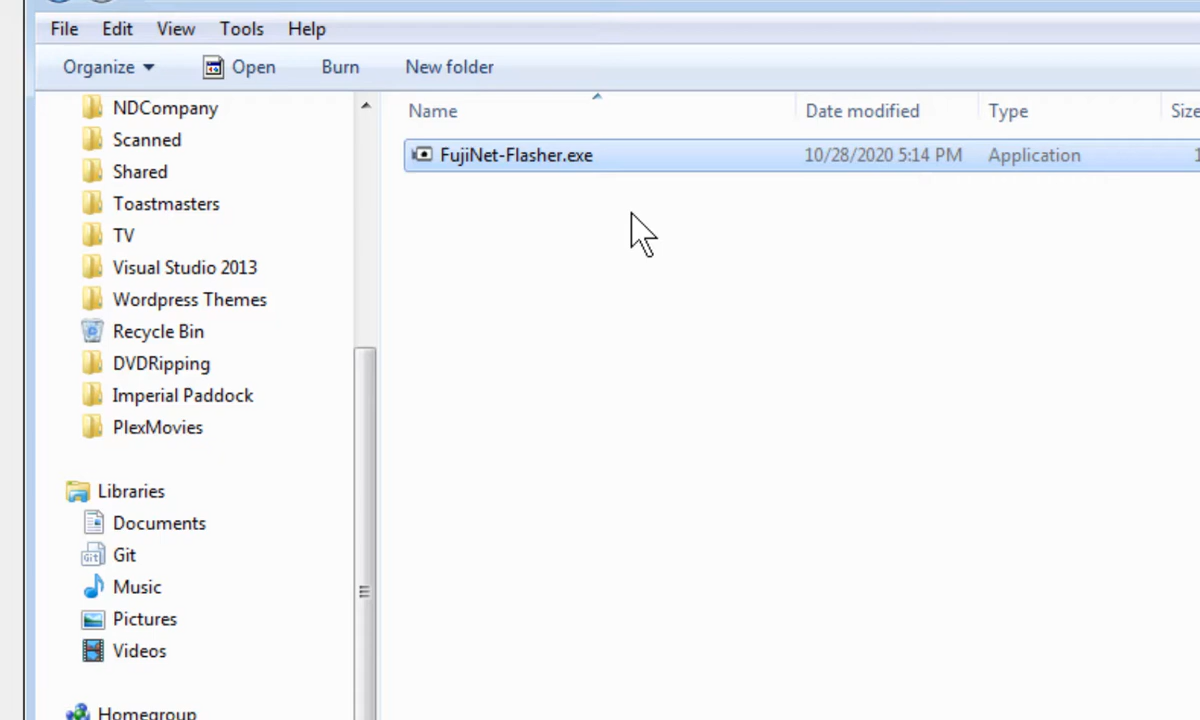 File Edit View Tools Help
Organize Open Burn New folder
Name Date modified Type Size
FujiNet-Flasher.exe 10/28/2020 5:14 PM Application 1
NDCompany
Scanned
Shared
Toastmasters
TV
Visual Studio 2013
Wordpress Themes
Recycle Bin
DVDRipping
Imperial Paddock
PlexMovies
Libraries
Documents
Git
Music
Pictures
Videos
Homegroup